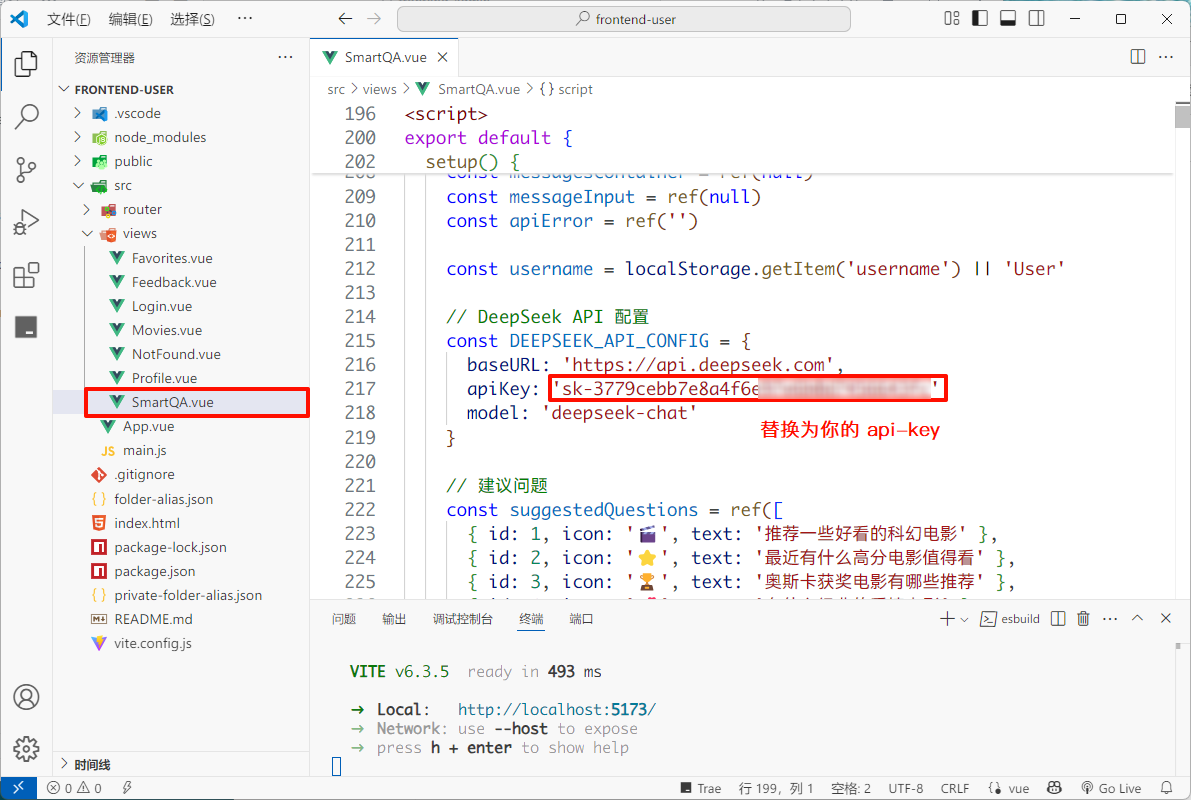 文件(F) 编辑(E) 选择(S) ··· frontend-user
资源管理器 ···
FRONTEND-USER
.vscode
node_modules
public
src
router
views
Favorites.vue
Feedback.vue
Login.vue
Movies.vue
NotFound.vue
Profile.vue
SmartQA.vue
App.vue
JS main.js
.gitignore
{ } folder-alias.json
index.html
package-lock.json
package.json
{ } private-folder-alias.json
README.md
vite.config.js
时间线
SmartQA.vue
src > views > SmartQA.vue > { } script
196 <script>
200 export default {
202 setup() {
209 const messageInput = ref(null)
210 const apiError = ref('')
211
212 const username = localStorage.getItem('username') || 'User'
213
214 // DeepSeek API 配置
215 const DEEPSEEK_API_CONFIG = {
216 baseURL: 'https://api.deepseek.com',
217 apiKey: 'sk-3779cebb7e8a4f6e
218 model: 'deepseek-chat'
替换为你的 api-key
219 }
220
221 // 建议问题
222 const suggestedQuestions = ref([
223 { id: 1, icon: '🎬', text: '推荐一些好看的科幻电影' },
224 { id: 2, icon: '⭐', text: '最近有什么高分电影值得看' },
225 { id: 3, icon: '🏆', text: '奥斯卡获奖电影有哪些推荐' },
问题 输出 调试控制台 终端 端口 esbuild
VITE v6.3.5 ready in 493 ms
➜ Local: http://localhost:5173/
➜ Network: use --host to expose
➜ press h + enter to show help
0 0 Trae 行 199，列 1 空格: 2 UTF-8 CRLF vue Go Live